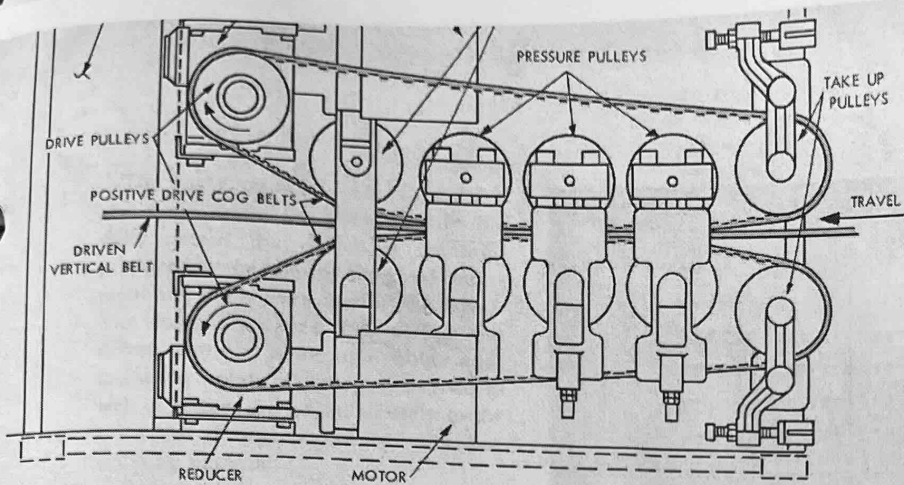 PRESSURE PULLEYS
TAKE UP
PULLEYS
DRIVE PULLEYS
POSITIVE DRIVE COG BELTS
TRAVEL
DRIVEN
VERTICAL BELT
REDUCER
MOTOR